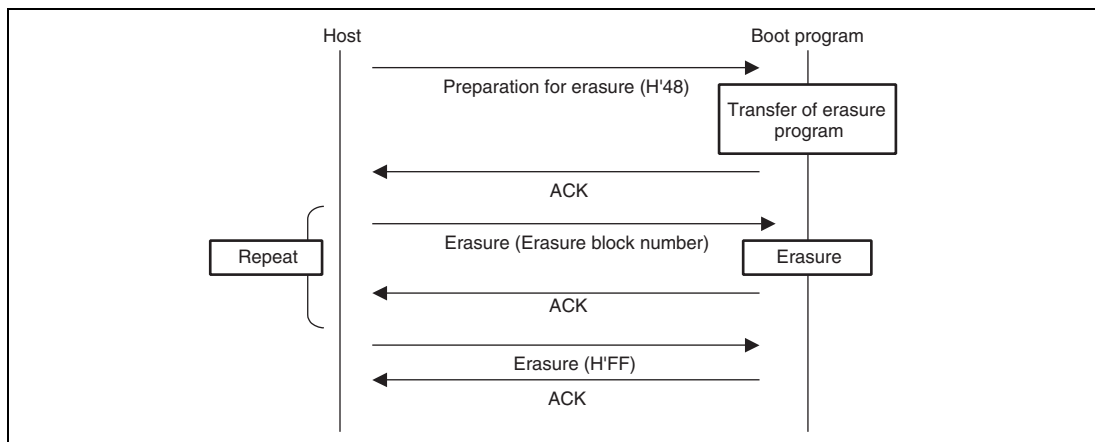 Host
Boot program
Preparation for erasure (H'48)
Transfer of erasure
program
ACK
Erasure (Erasure block number)
Repeat
Erasure
ACK
Erasure (H'FF)
ACK